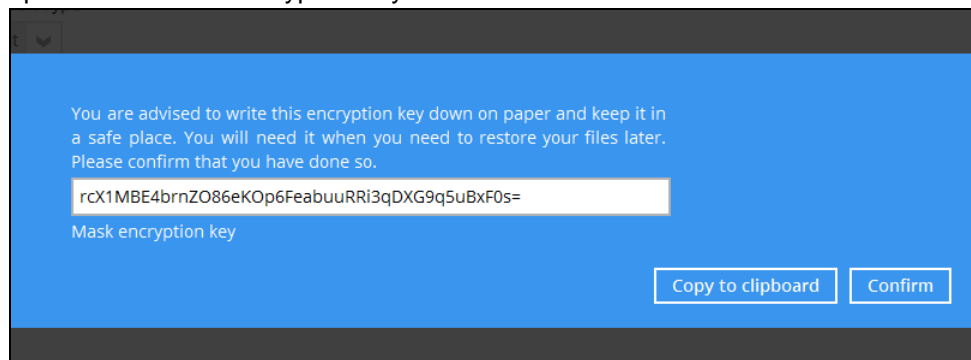 You are advised to write this encryption key down on paper and keep it in
a safe place. You will need it when you need to restore your files later.
Please confirm that you have done so.
rcX1MBE4brnZO86eKOp6FeabuuRRi3qDXG9q5uBxF0s=
Mask encryption key
Copy to clipboard Confirm